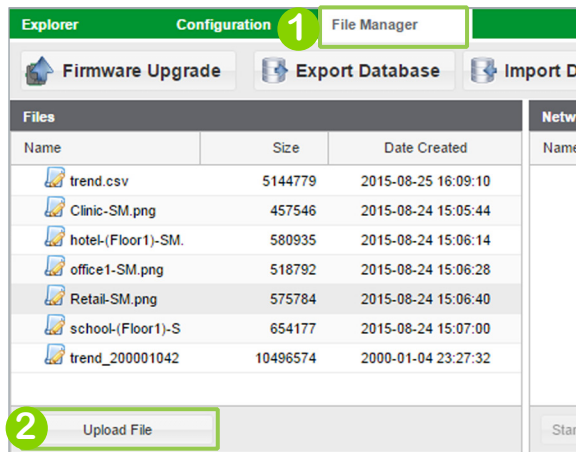 Explorer Configuration 1 File Manager
Firmware Upgrade Export Database Import D
Files Netw
Name Size Date Created Name
trend.csv 5144779 2015-08-25 16:09:10
Clinic-SM.png 457546 2015-08-24 15:05:44
hotel-(Floor1)-SM. 580935 2015-08-24 15:06:14
office1-SM.png 518792 2015-08-24 15:06:28
Retail-SM.png 575784 2015-08-24 15:06:40
school-(Floor1)-S 654177 2015-08-24 15:07:00
trend_200001042 10496574 2000-01-04 23:27:32
2 Upload File Star